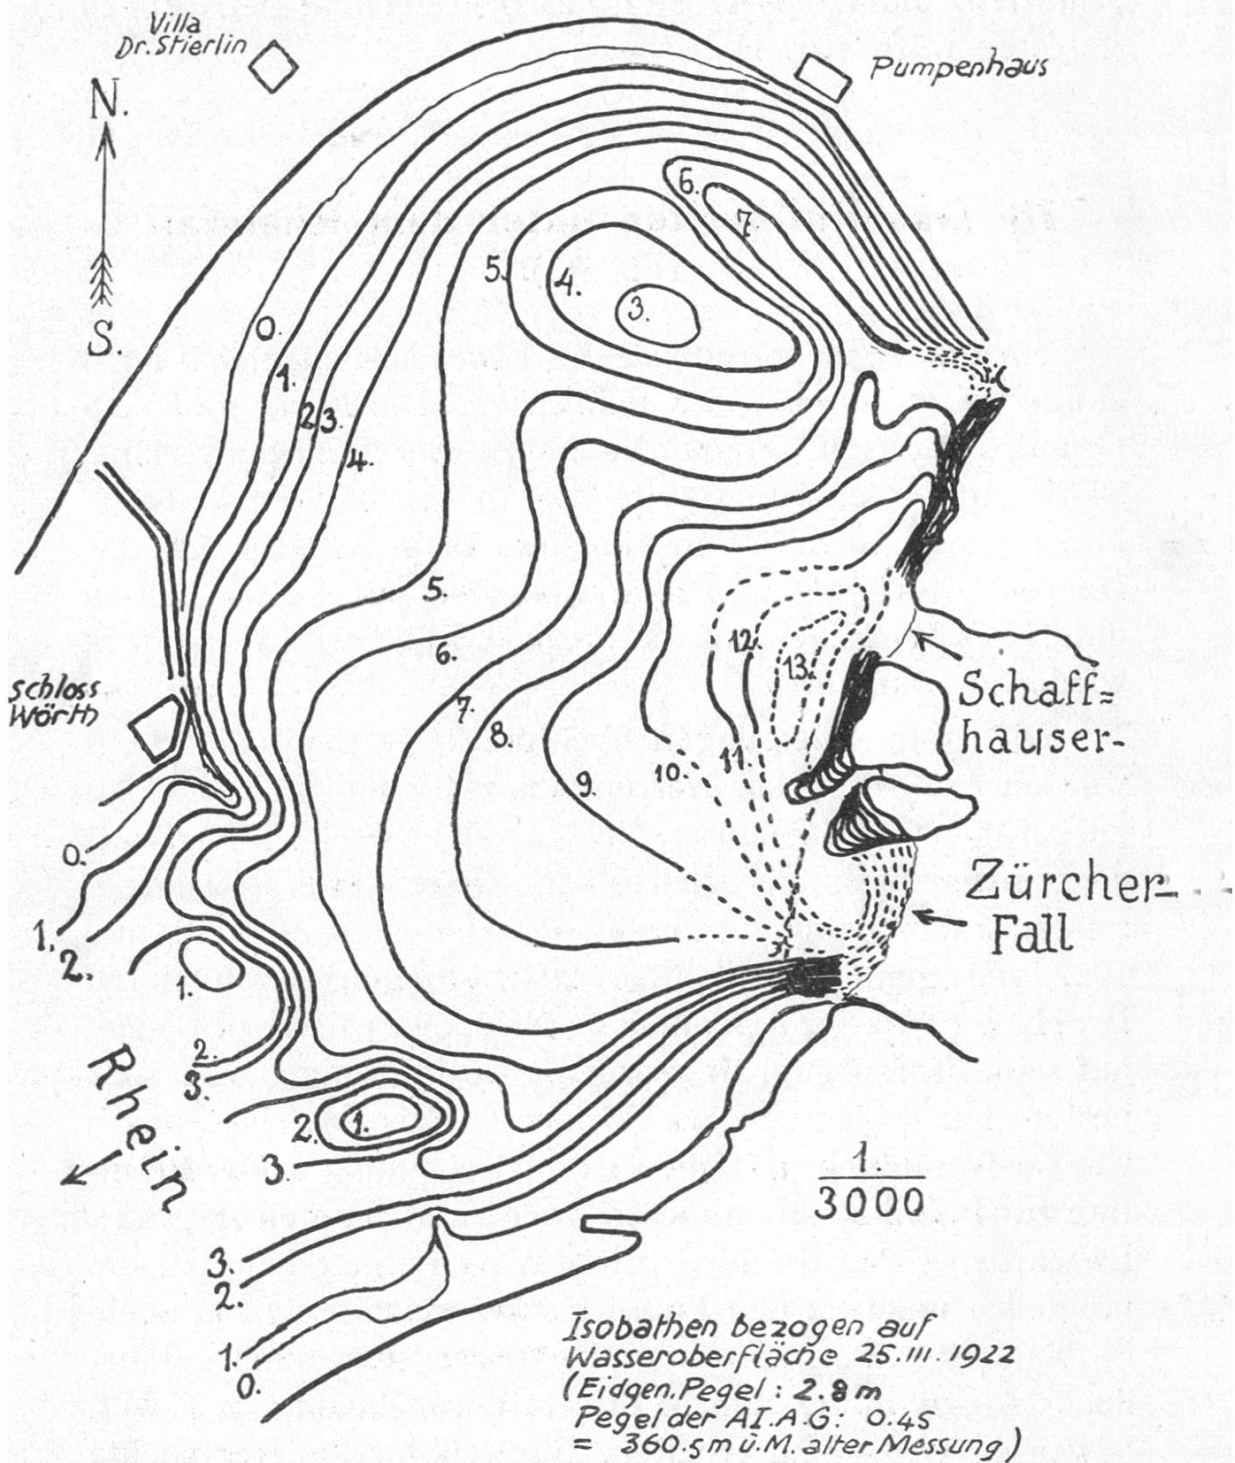 Villa
Dr. Stierlin
Pumpenhaus
N.
S.
6.
7.
5.
4.
3.
0.
1.
2.
3.
4.
5.
6.
7.
8.
9.
10.
11.
12.
13.
Schloss
Wörth
Schaff=
hauser-
Zürcher-
Fall
0.
1.
2.
1.
2.
3.
2.
1.
3.
Rhein
3.
2.
1.
0.
1.
3000
Isobathen bezogen auf
Wasseroberfläche 25.III.1922
(Eidgen. Pegel : 2.8 m
Pegel der AI.A.G: 0.45
= 360.5 m ü.M. alter Messung)